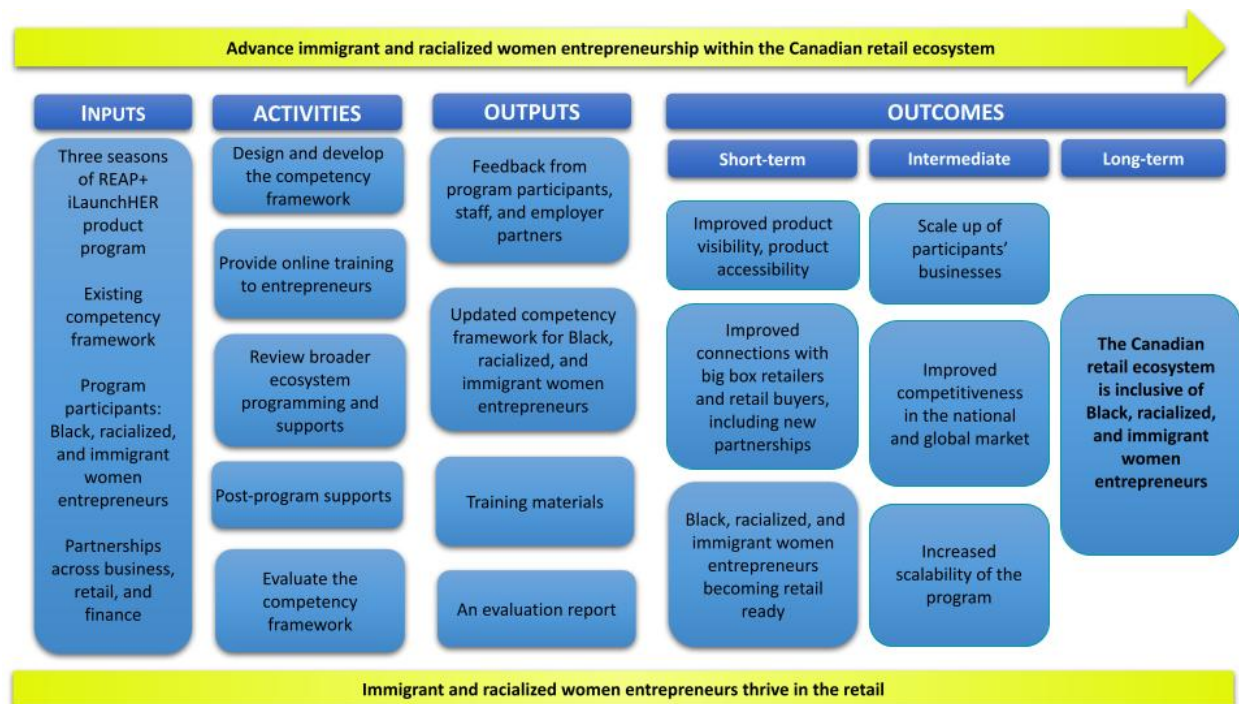 Advance immigrant and racialized women entrepreneurship within the Canadian retail ecosystem
INPUTS
Three seasons
of REAP+
iLaunchHER
product
program
Existing
competency
framework
Program
participants:
Black, racialized,
and immigrant
women
entrepreneurs
Partnerships
across business,
retail, and
finance
ACTIVITIES
Design and develop
the competency
framework
Provide online training
to entrepreneurs
Review broader
ecosystem
programming and
supports
Post-program supports
Evaluate the
competency
framework
OUTPUTS
Feedback from
program participants,
staff, and employer
partners
Updated competency
framework for Black,
racialized, and
immigrant women
entrepreneurs
Training materials
An evaluation report
OUTCOMES
Short-term
Improved product
visibility, product
accessibility
Improved
connections with
big box retailers
and retail buyers,
including new
partnerships
Black, racialized, and
immigrant women
entrepreneurs
becoming retail
ready
Intermediate
Scale up of
participants’
businesses
Improved
competitiveness
in the national
and global market
Increased
scalability of the
program
Long-term
The Canadian
retail ecosystem
is inclusive of
Black, racialized,
and immigrant
women
entrepreneurs
Immigrant and racialized women entrepreneurs thrive in the retail